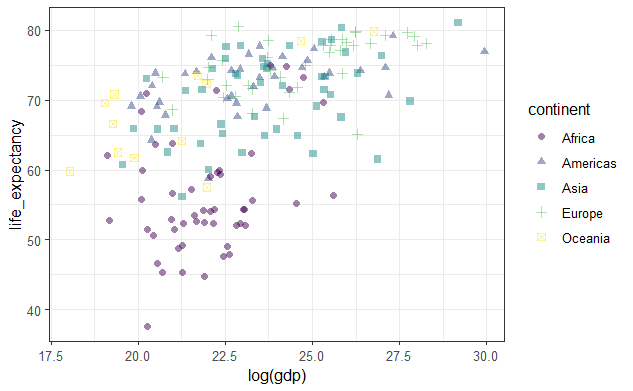 80
70
60
50
40
life_expectancy
17.5 20.0 22.5 25.0 27.5 30.0
log(gdp)
continent
Africa
Americas
Asia
Europe
Oceania